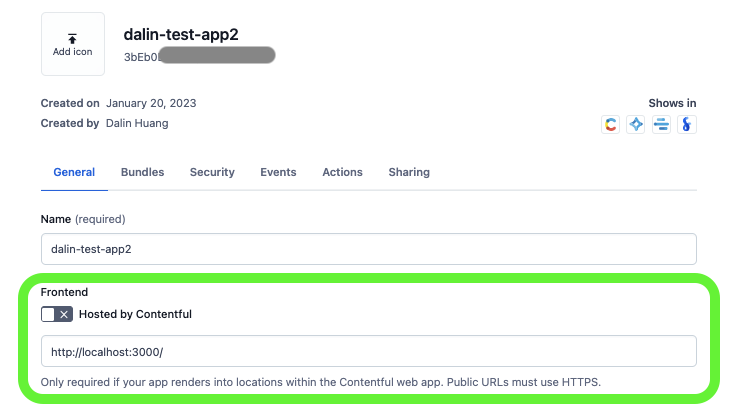 dalin-test-app2
Add icon
3bEb0
Created on January 20, 2023
Shows in
Created by Dalin Huang
General Bundles Security Events Actions Sharing
Name (required)
dalin-test-app2
Frontend
Hosted by Contentful
http://localhost:3000/
Only required if your app renders into locations within the Contentful web app. Public URLs must use HTTPS.